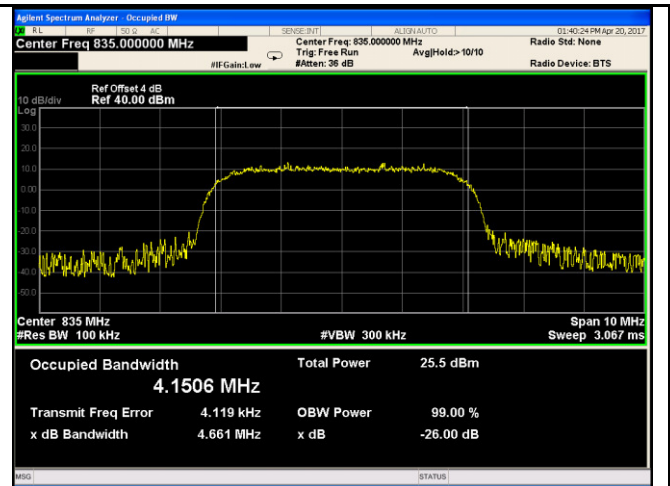 Agilent Spectrum Analyzer - Occupied BW
RL RF 50 Ω AC SENSE:INT ALIGNAUTO 01:40:24 PM Apr 20, 2017
Center Freq 835.000000 MHz Center Freq: 835.000000 MHz Radio Std: None
Trig: Free Run Avg|Hold:> 10/10
#IFGain:Low #Atten: 36 dB Radio Device: BTS
Ref Offset 4 dB
10 dB/div Ref 40.00 dBm
Log
30.0
20.0
10.0
0.00
-10.0
-20.0
-30.0
-40.0
-50.0
Center 835 MHz Span 10 MHz
#Res BW 100 kHz #VBW 300 kHz Sweep 3.067 ms
Occupied Bandwidth Total Power 25.5 dBm
4.1506 MHz
Transmit Freq Error 4.119 kHz OBW Power 99.00 %
x dB Bandwidth 4.661 MHz x dB -26.00 dB
MSG STATUS